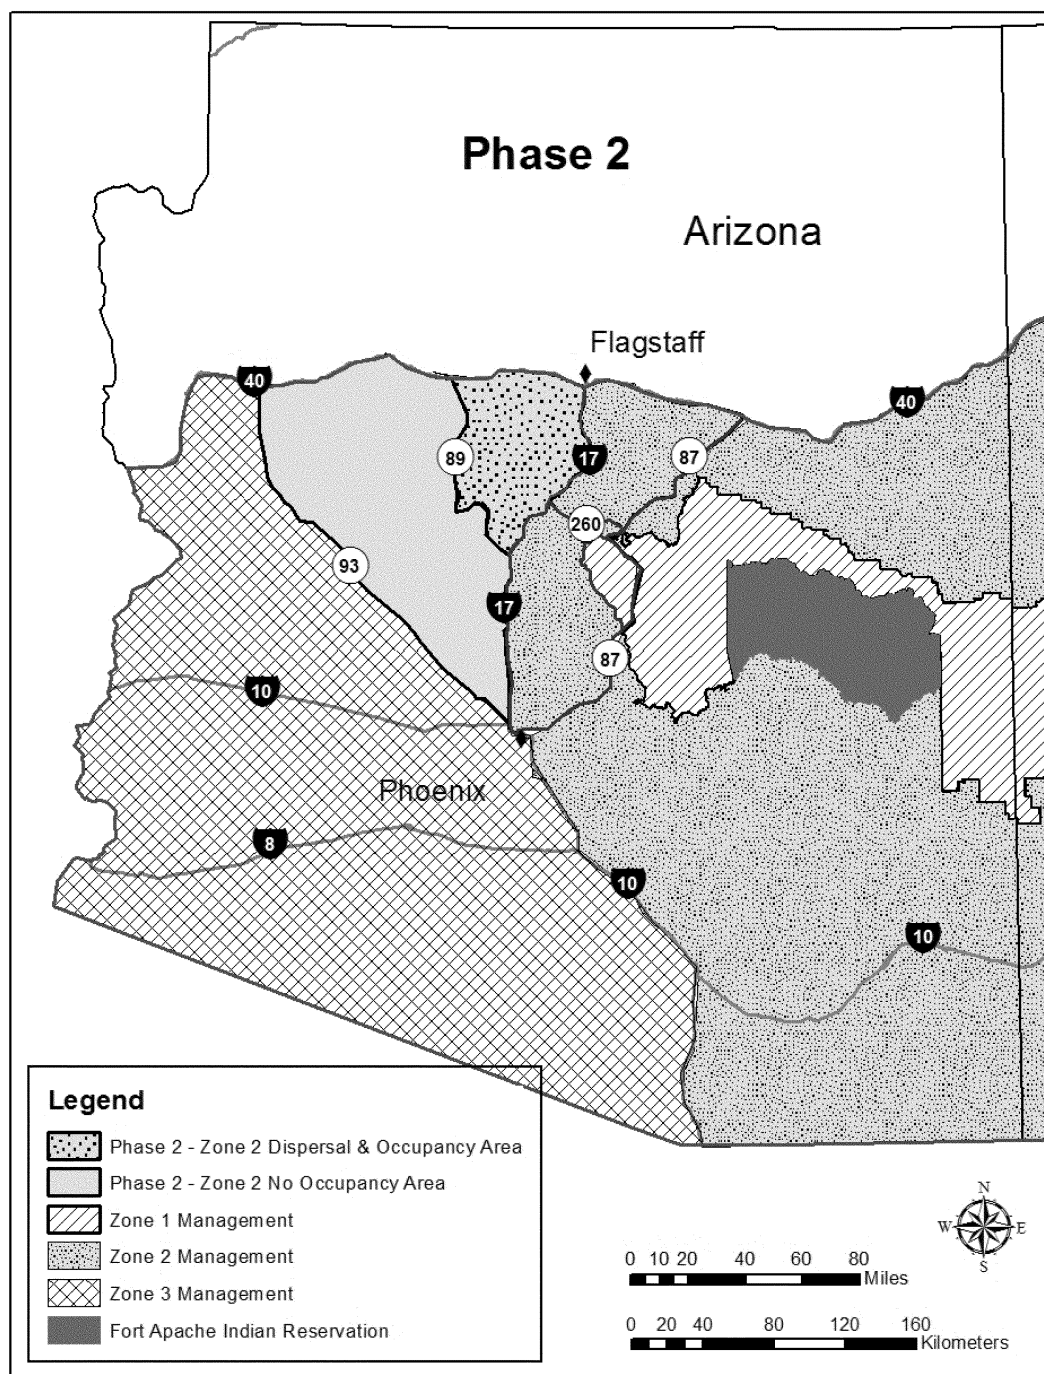 Phase 2
Arizona
Flagstaff
40
40
89
17
87
260
93
17
87
10
Phoenix
8
10
10
Legend
Phase 2 - Zone 2 Dispersal & Occupancy Area
Phase 2 - Zone 2 No Occupancy Area
Zone 1 Management
Zone 2 Management
Zone 3 Management
Fort Apache Indian Reservation
N
W E
S
0 10 20 40 60 80
Miles
0 20 40 80 120 160
Kilometers